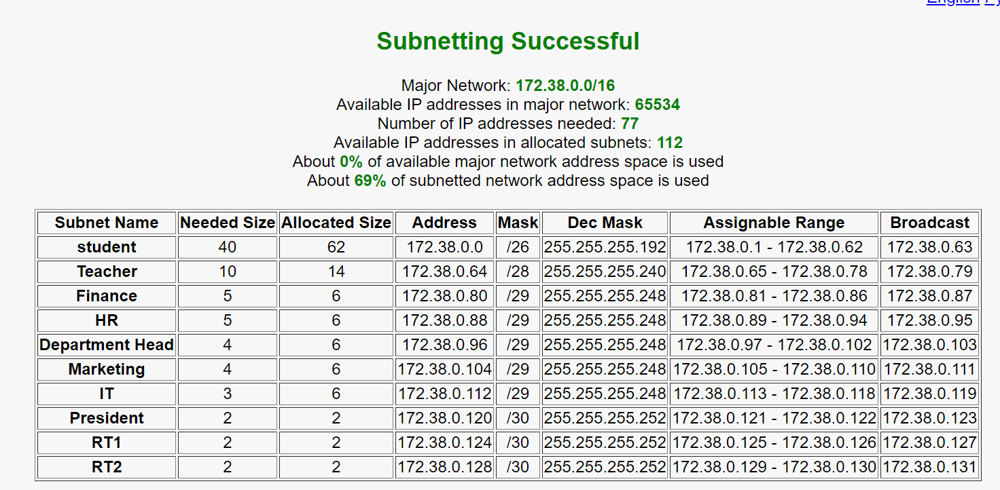 English
Subnetting Successful
Major Network: 172.38.0.0/16
Available IP addresses in major network: 65534
Number of IP addresses needed: 77
Available IP addresses in allocated subnets: 112
About 0% of available major network address space is used
About 69% of subnetted network address space is used
Subnet Name Needed Size Allocated Size Address Mask Dec Mask Assignable Range Broadcast
student 40 62 172.38.0.0 /26 255.255.255.192 172.38.0.1 - 172.38.0.62 172.38.0.63
Teacher 10 14 172.38.0.64 /28 255.255.255.240 172.38.0.65 - 172.38.0.78 172.38.0.79
Finance 5 6 172.38.0.80 /29 255.255.255.248 172.38.0.81 - 172.38.0.86 172.38.0.87
HR 5 6 172.38.0.88 /29 255.255.255.248 172.38.0.89 - 172.38.0.94 172.38.0.95
Department Head 4 6 172.38.0.96 /29 255.255.255.248 172.38.0.97 - 172.38.0.102 172.38.0.103
Marketing 4 6 172.38.0.104 /29 255.255.255.248 172.38.0.105 - 172.38.0.110 172.38.0.111
IT 3 6 172.38.0.112 /29 255.255.255.248 172.38.0.113 - 172.38.0.118 172.38.0.119
President 2 2 172.38.0.120 /30 255.255.255.252 172.38.0.121 - 172.38.0.122 172.38.0.123
RT1 2 2 172.38.0.124 /30 255.255.255.252 172.38.0.125 - 172.38.0.126 172.38.0.127
RT2 2 2 172.38.0.128 /30 255.255.255.252 172.38.0.129 - 172.38.0.130 172.38.0.131